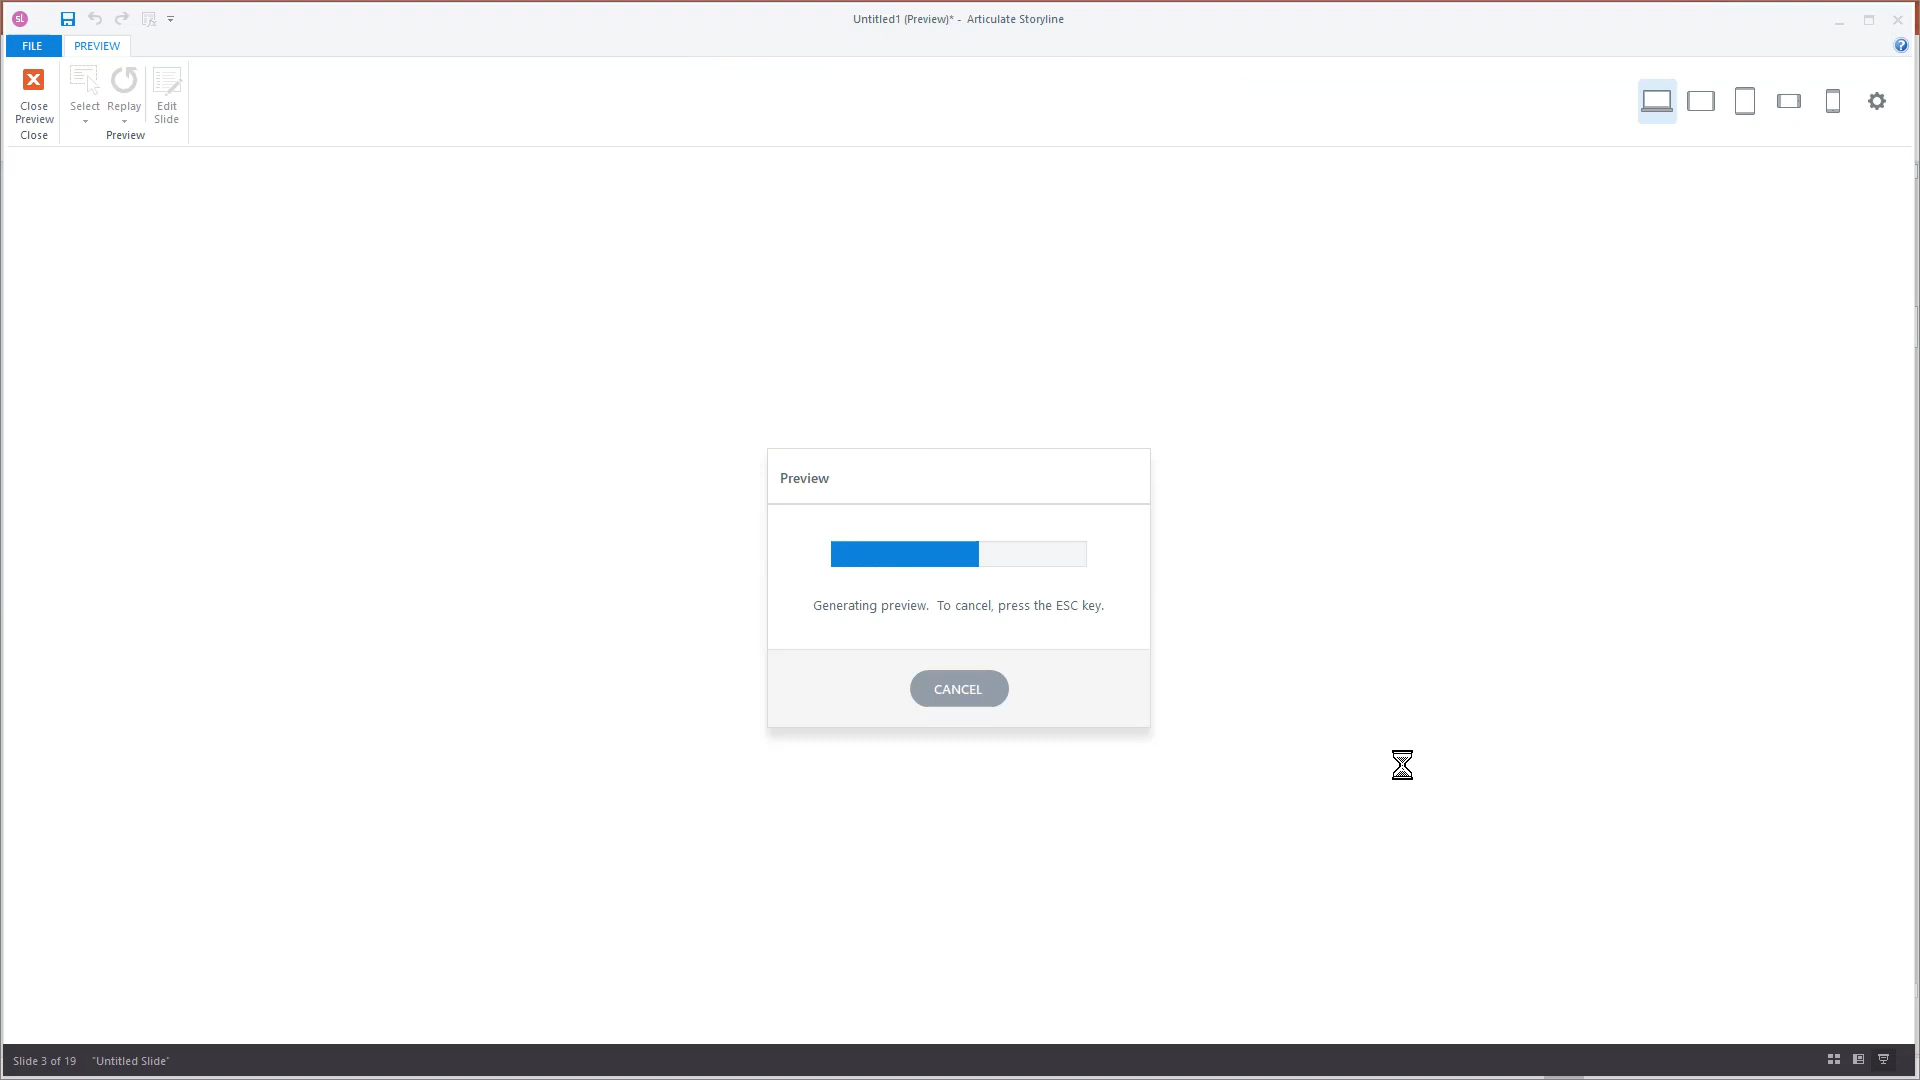 sl
Untitled1 (Preview)* -  Articulate Storyline
FILE
PREVIEW
?
Close
Preview
Select
Replay
Edit
Slide
Close
Preview
Preview
Generating preview.  To cancel, press the ESC key.
CANCEL
Slide 3 of 19
"Untitled Slide"